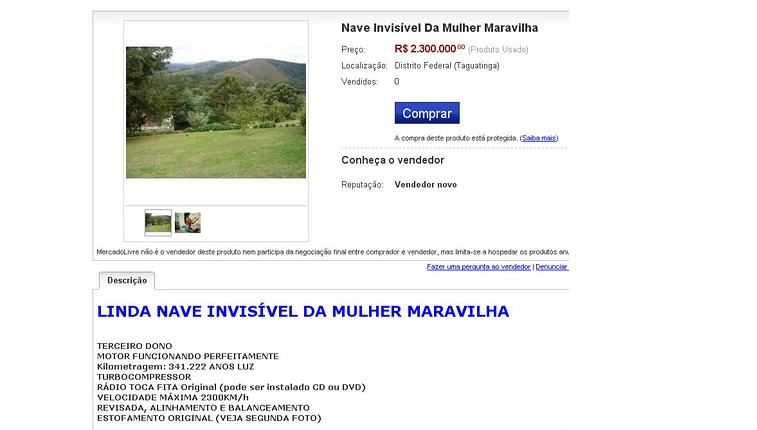 Nave Invisível Da Mulher Maravilha
Preço: R$ 2.300.000⁰⁰ (Produto Usado)
Localização: Distrito Federal (Taguatinga)
Vendidos: 0
Comprar
A compra deste produto está protegida. (Saiba mais)
Conheça o vendedor
Reputação: Vendedor novo
MercadoLivre não é o vendedor deste produto nem participa da negociação final entre comprador e vendedor, mas limita-se a hospedar os produtos anu
Fazer uma pergunta ao vendedor | Denunciar
Descrição
LINDA NAVE INVISÍVEL DA MULHER MARAVILHA
TERCEIRO DONO
MOTOR FUNCIONANDO PERFEITAMENTE
Kilometragem: 341.222 ANOS LUZ
TURBOCOMPRESSOR
RÁDIO TOCA FITA Original (pode ser instalado CD ou DVD)
VELOCIDADE MÁXIMA 2300KM/h
REVISADA, ALINHAMENTO E BALANCEAMENTO
ESTOFAMENTO ORIGINAL (VEJA SEGUNDA FOTO)